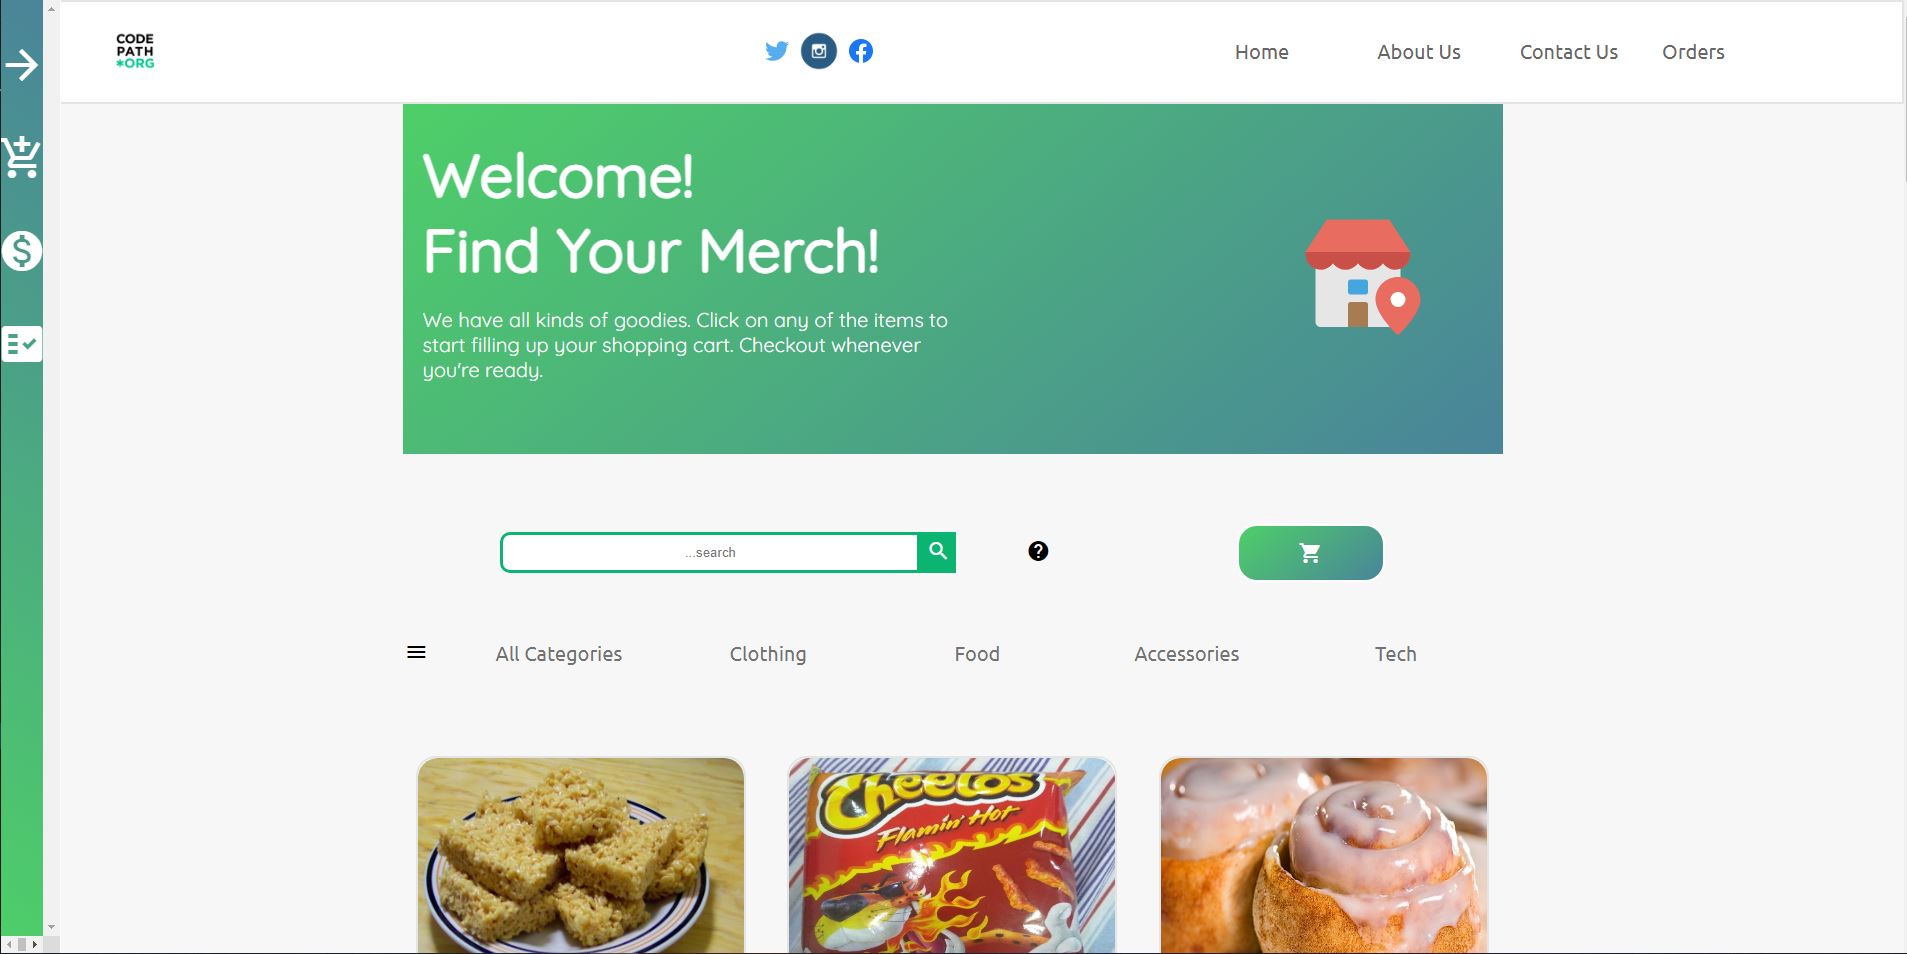 CODE
PATH
*ORG
Home
About Us
Contact Us
Orders
Welcome!
Find Your Merch!
We have all kinds of goodies. Click on any of the items to
start filling up your shopping cart. Checkout whenever
you're ready.
...search
All Categories
Clothing
Food
Accessories
Tech
Cheetos
Flamin' Hot